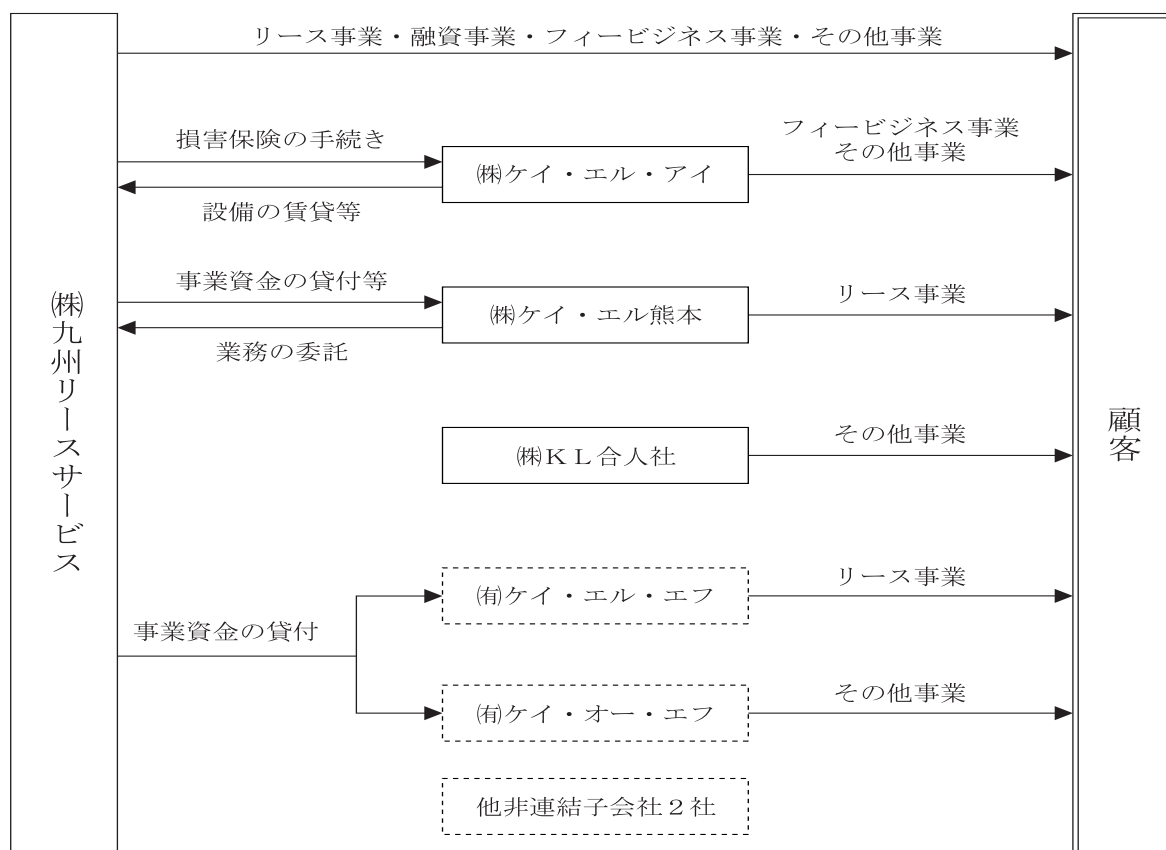 リース事業・融資事業・フィービジネス事業・その他事業
損害保険の手続き
フィービジネス事業
その他事業
㈱ケイ・エル・アイ
設備の賃貸等
事業資金の貸付等
リース事業
㈱ケイ・エル熊本
業務の委託
㈱九州リースサービス
顧客
その他事業
㈱ＫＬ合人社
リース事業
㈲ケイ・エル・エフ
事業資金の貸付
その他事業
㈲ケイ・オー・エフ
他非連結子会社２社